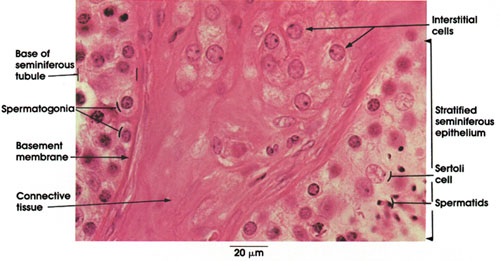 Interstitial
cells
Base of
seminiferous
tubule
Spermatogonia
Basement
membrane
Connective
tissue
Stratified
seminiferous
epithelium
Sertoli
cell
Spermatids
20 μm